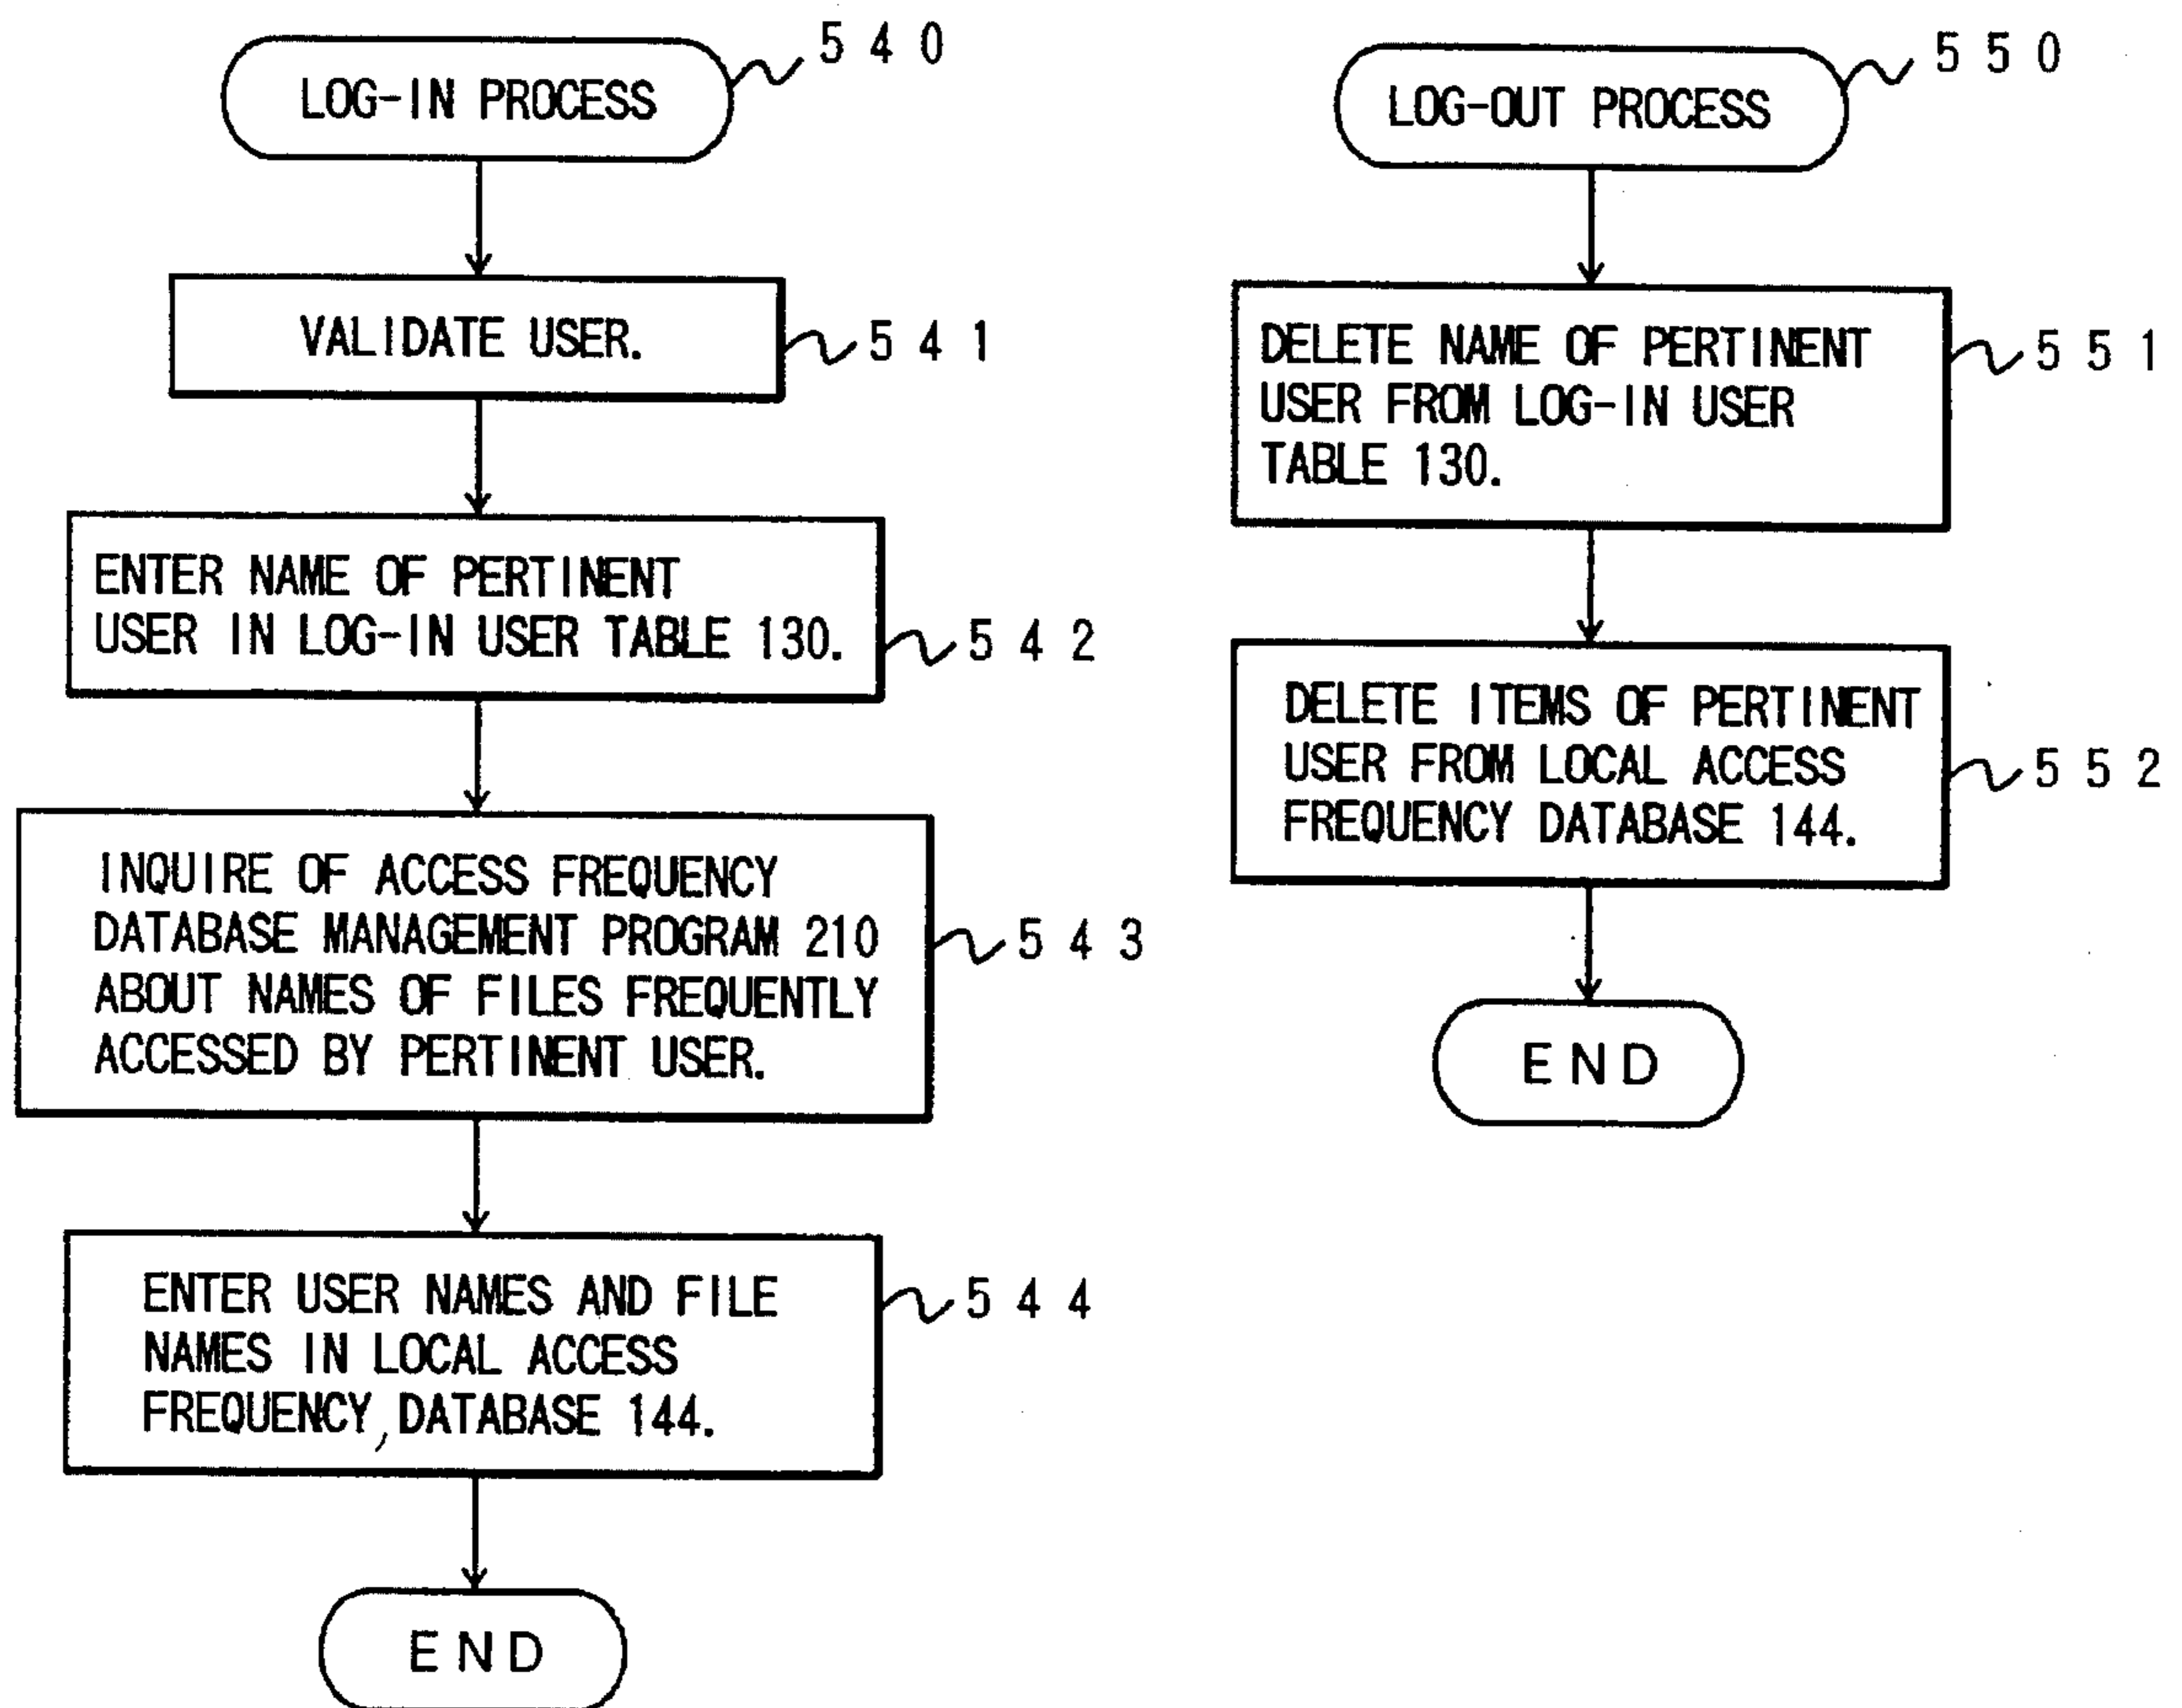 LOG-IN PROCESS
540
VALIDATE USER.
541
ENTER NAME OF PERTINENT
USER IN LOG-IN USER TABLE 130.
542
INQUIRE OF ACCESS FREQUENCY
DATABASE MANAGEMENT PROGRAM 210
ABOUT NAMES OF FILES FREQUENTLY
ACCESSED BY PERTINENT USER.
543
ENTER USER NAMES AND FILE
NAMES IN LOCAL ACCESS
FREQUENCY DATABASE 144.
544
END
LOG-OUT PROCESS
550
DELETE NAME OF PERTINENT
USER FROM LOG-IN USER
TABLE 130.
551
DELETE ITEMS OF PERTINENT
USER FROM LOCAL ACCESS
FREQUENCY DATABASE 144.
552
END